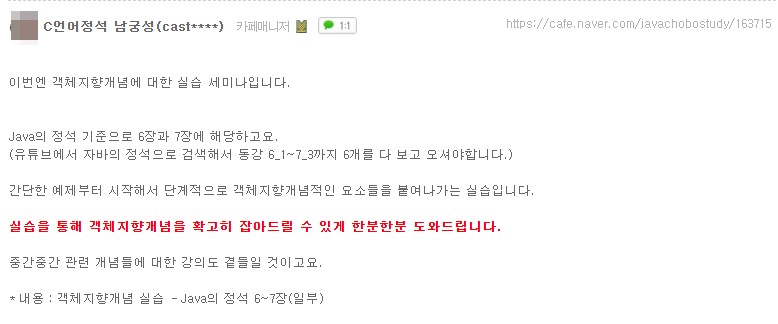 C언어정석 남궁성(cast****) 카페매니저 1:1 https://cafe.naver.com/javachobostudy/163715
이번엔 객체지향개념에 대한 실습 세미나입니다.
Java의 정석 기준으로 6장과 7장에 해당하고요.
(유튜브에서 자바의 정석으로 검색해서 동강 6_1~7_3까지 6개를 다 보고 오셔야합니다.)
간단한 예제부터 시작해서 단계적으로 객체지향개념적인 요소들을 붙여나가는 실습입니다.
실습을 통해 객체지향개념을 확고히 잡아드릴 수 있게 한분한분 도와드립니다.
중간중간 관련 개념들에 대한 강의도 곁들일 것이고요.
* 내용 : 객체지향개념 실습 - Java의 정석 6~7장(일부)